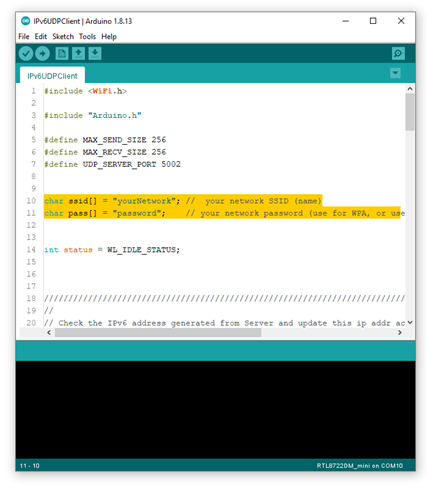 IPv6UDPClient | Arduino 1.8.13
File Edit Sketch Tools Help
IPv6UDPClient
1 #include <WiFi.h>
2
3 #include "Arduino.h"
4
5 #define MAX_SEND_SIZE 256
6 #define MAX_RECV_SIZE 256
7 #define UDP_SERVER_PORT 5002
8
9
10 char ssid[] = "yourNetwork"; //  your network SSID (name)
11 char pass[] = "password";    // your network password (use for WPA, or use
12
13
14 int status = WL_IDLE_STATUS;
15
16
17
18 ///////////////////////////////////////////////////////////////////////////
19 //
20 // Check the IPv6 address generated from Server and update this ip addr ac
11 - 10
RTL8722DM_mini on COM10